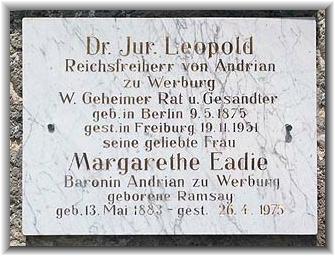 Dr. Jur. Leopold
Reichsfreiherr von Andrian
zu Werburg
W. Geheimer Rat u. Gesandter
geb. in Berlin 9.5.1875
gest. in Freiburg 19.11.1951
seine geliebte Frau
Margarethe Eadie
Baronin Andrian zu Werburg
geborene Ramsay
geb. 13. Mai 1883 - gest. 26.4.1975